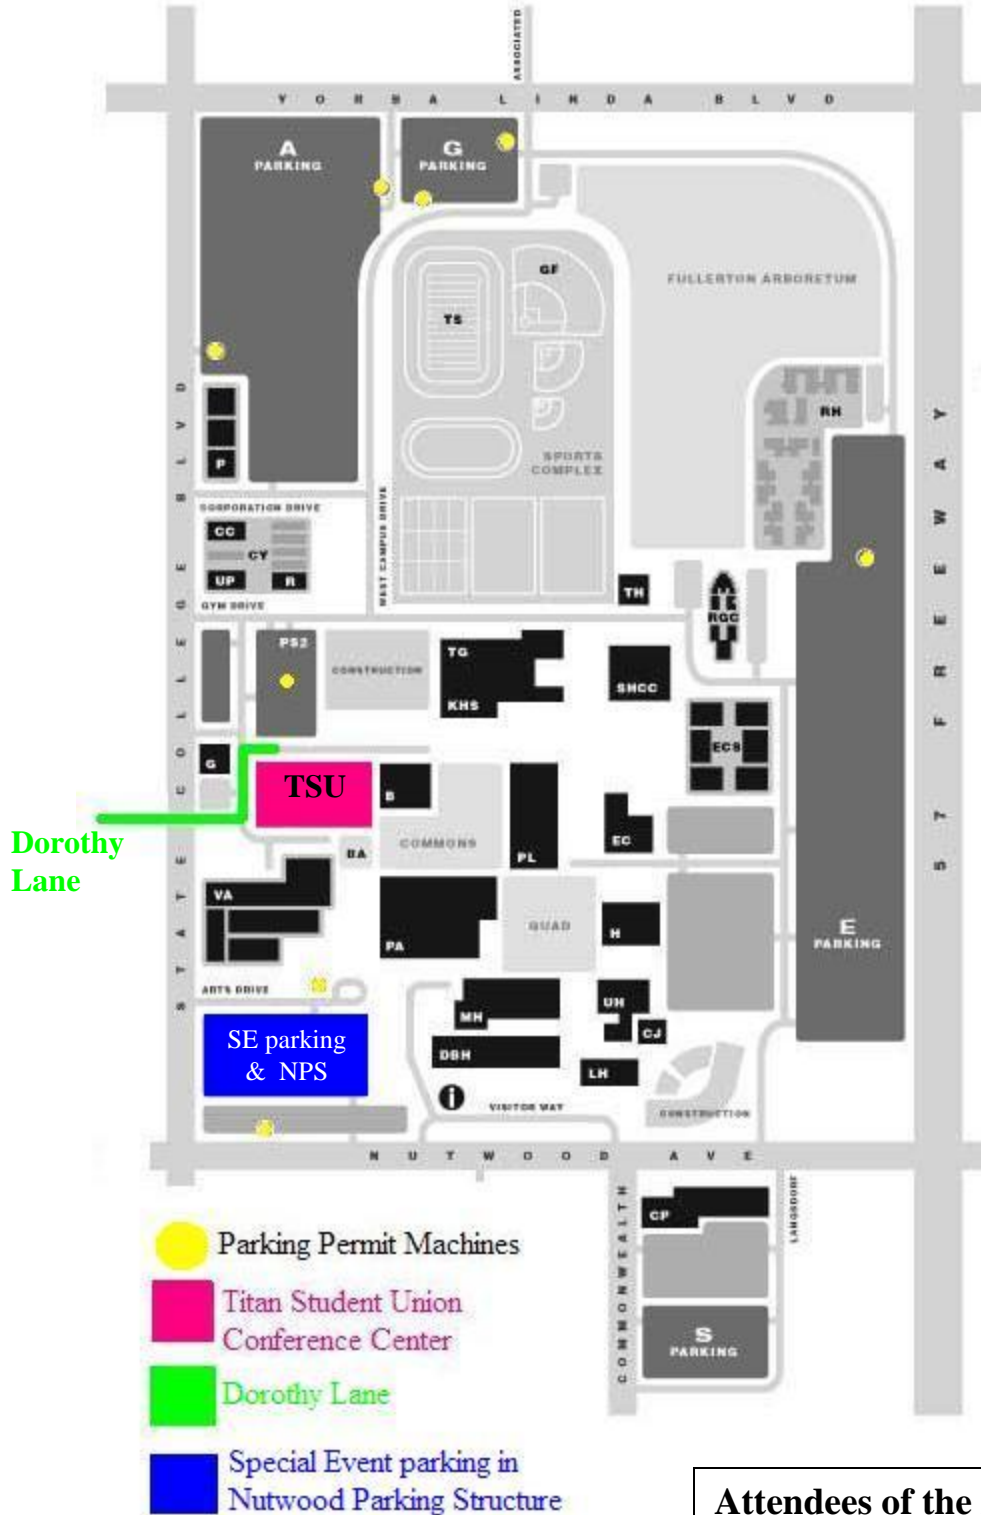 ASSOCIATED
YORBA LINDA BLVD
A
PARKING
G
PARKING
GF
FULLERTON ARBORETUM
TS
RH
P
SPORTS
COMPLEX
CORPORATION DRIVE
WEST CAMPUS DRIVE
CC
CY
UP
R
GYM DRIVE
TH
RGC
STATE COLLEGE BLVD
57 FREEWAY
PS2
CONSTRUCTION
TG
KHS
SHCC
ECS
G
TSU
B
Dorothy
Lane
BA
COMMONS
PL
EC
VA
PA
QUAD
H
E
PARKING
ARTS DRIVE
MH
UH
CJ
SE parking
& NPS
DBH
LH
i
VISITOR WAY
CONSTRUCTION
NUTWOOD AVE
COMMONWEALTH
LANGSDORF
CP
S
PARKING
Parking Permit Machines
Titan Student Union
Conference Center
Dorothy Lane
Special Event parking in
Nutwood Parking Structure
Attendees of the